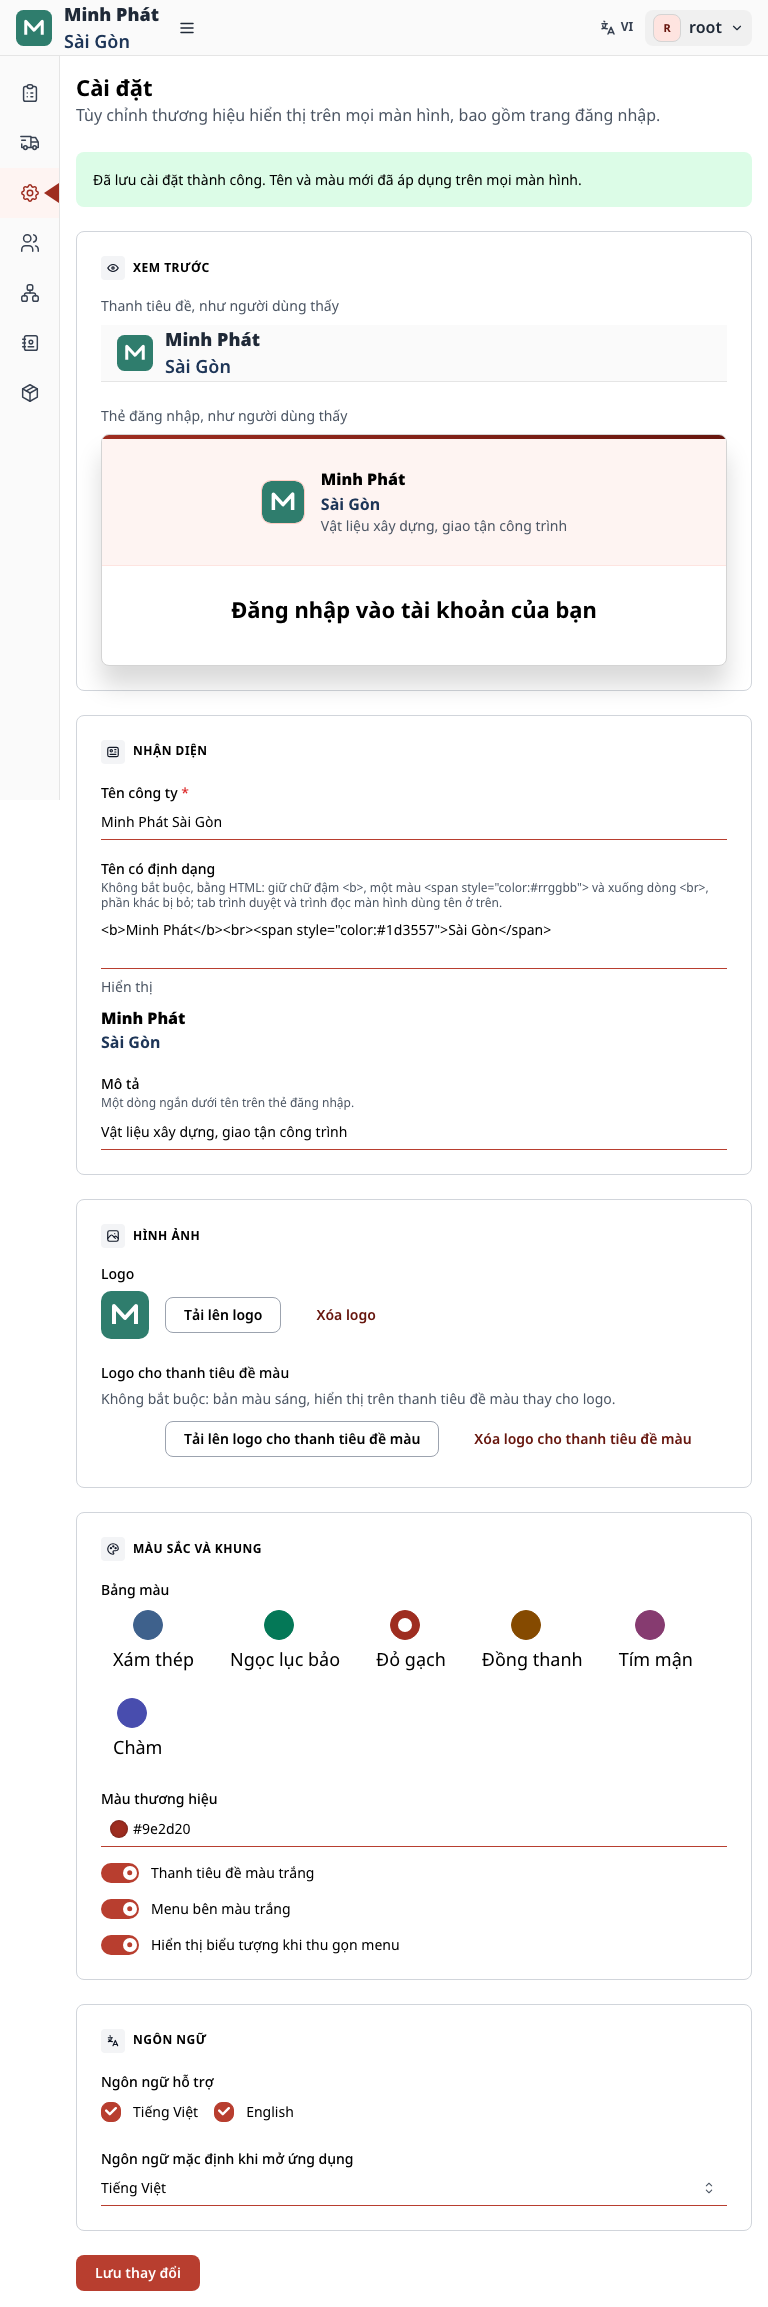 Minh Phát
Sài Gòn
VI
R
root
Cài đặt
Tùy chỉnh thương hiệu hiển thị trên mọi màn hình, bao gồm trang đăng nhập.
Đã lưu cài đặt thành công. Tên và màu mới đã áp dụng trên mọi màn hình.
XEM TRƯỚC
Thanh tiêu đề, như người dùng thấy
Minh Phát
Sài Gòn
Thẻ đăng nhập, như người dùng thấy
Minh Phát
Sài Gòn
Vật liệu xây dựng, giao tận công trình
Đăng nhập vào tài khoản của bạn
NHẬN DIỆN
Tên công ty *
Minh Phát Sài Gòn
Tên có định dạng
Không bắt buộc, bằng HTML: giữ chữ đậm <b>, một màu <span style="color:#rrggbb"> và xuống dòng <br>,
phần khác bị bỏ; tab trình duyệt và trình đọc màn hình dùng tên ở trên.
<b>Minh Phát</b><br><span style="color:#1d3557">Sài Gòn</span>
Hiển thị
Minh Phát
Sài Gòn
Mô tả
Một dòng ngắn dưới tên trên thẻ đăng nhập.
Vật liệu xây dựng, giao tận công trình
HÌNH ẢNH
Logo
Tải lên logo
Xóa logo
Logo cho thanh tiêu đề màu
Không bắt buộc: bản màu sáng, hiển thị trên thanh tiêu đề màu thay cho logo.
Tải lên logo cho thanh tiêu đề màu
Xóa logo cho thanh tiêu đề màu
MÀU SẮC VÀ KHUNG
Bảng màu
Xám thép
Ngọc lục bảo
Đỏ gạch
Đồng thanh
Tím mận
Chàm
Màu thương hiệu
#9e2d20
Thanh tiêu đề màu trắng
Menu bên màu trắng
Hiển thị biểu tượng khi thu gọn menu
NGÔN NGỮ
Ngôn ngữ hỗ trợ
Tiếng Việt
English
Ngôn ngữ mặc định khi mở ứng dụng
Tiếng Việt
Lưu thay đổi